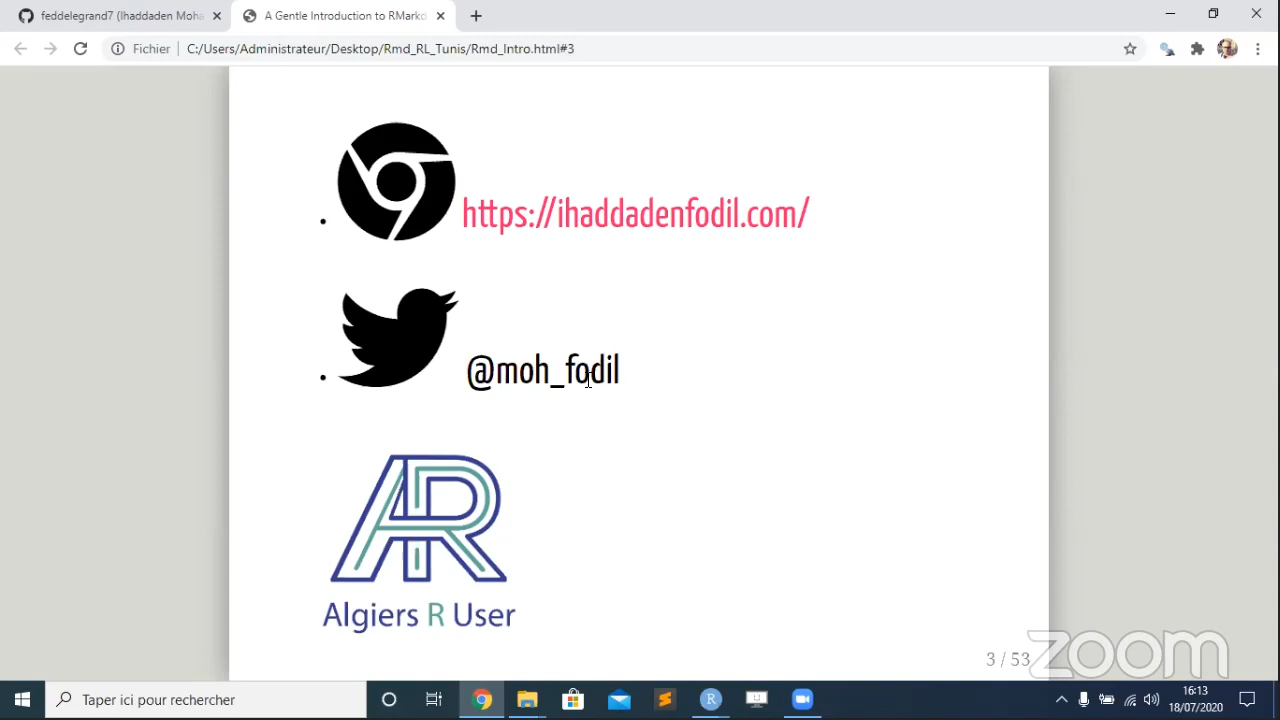 feddelegrand7 (Ihaddaden Moha
A Gentle Introduction to RMarkd
Fichier
C:/Users/Administrateur/Desktop/Rmd_RL_Tunis/Rmd_Intro.html#3
https://ihaddadenfodil.com/
@moh_fodil
AR
Algiers R User
3 / 53
zoom
Taper ici pour rechercher
R
16:13
18/07/2020